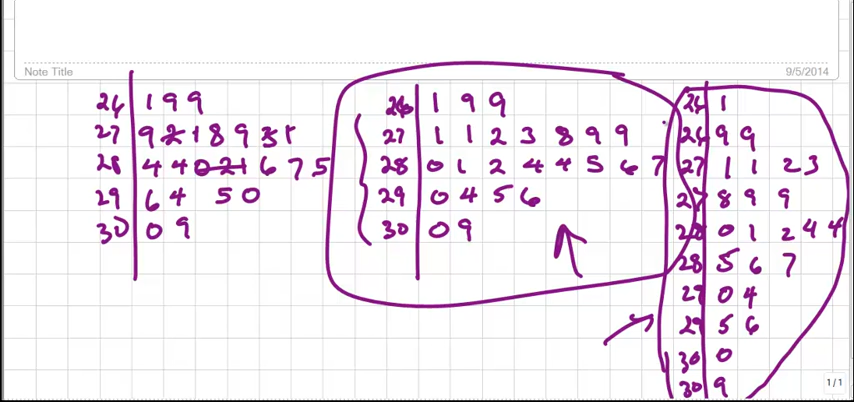 Note Title
9/5/2014
26 | 1 9 9
27 | 9 2 1 8 9 3 1
28 | 4 4 0 2 1 6 7 5
29 | 6 4 5 0
30 | 0 9
26 | 1 9 9
27 | 1 1 2 3 8 9 9
28 | 0 1 2 4 4 5 6 7
29 | 0 4 5 6
30 | 0 9
26 | 1
26 | 9 9
27 | 1 1 2 3
27 | 8 9 9
28 | 0 1 2 4 4
28 | 5 6 7
29 | 0 4
29 | 5 6
30 | 0
30 | 9
1/1